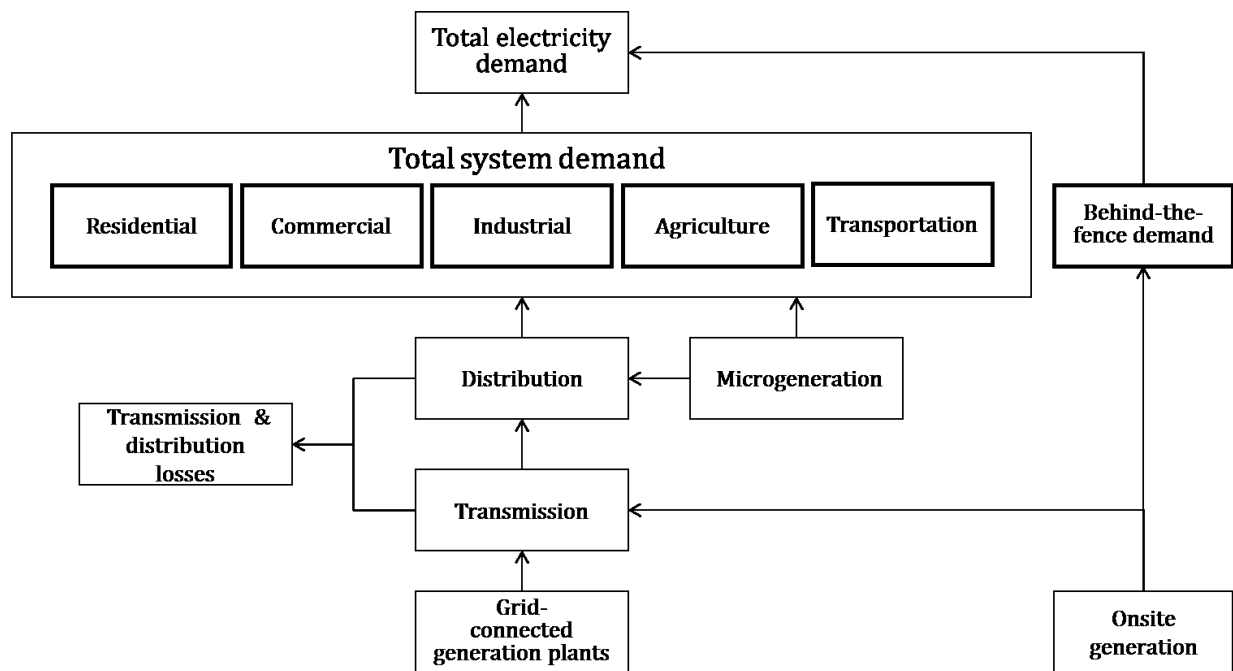 Total electricity
demand
Total system demand
Residential
Commercial
Industrial
Agriculture
Transportation
Behind-the-
fence demand
Distribution
Microgeneration
Transmission &
distribution
losses
Transmission
Grid-
connected
generation plants
Onsite
generation